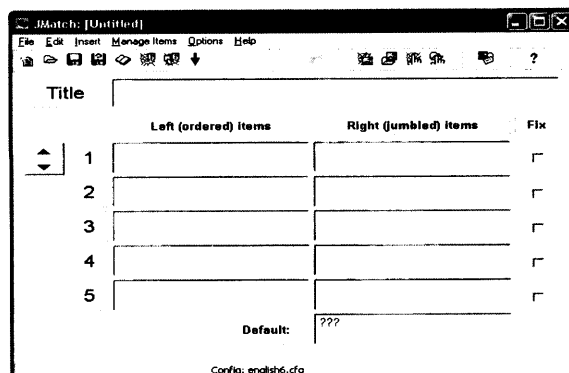 JMatch: [Untitled]
File Edit Insert Manage Items Options Help
?
Title
Left (ordered) items Right (jumbled) items Fix
1
2
3
4
5
Default: ???
Config: english6.cfg